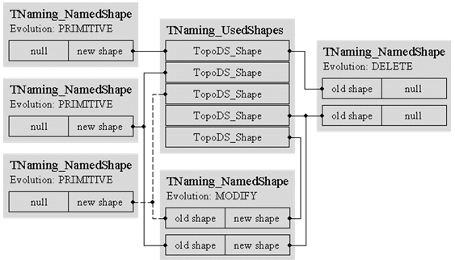 TNaming_NamedShape
Evolution: PRIMITIVE
null new shape
TNaming_NamedShape
Evolution: PRIMITIVE
null new shape
TNaming_NamedShape
Evolution: PRIMITIVE
null new shape
TNaming_UsedShapes
TopoDS_Shape
TopoDS_Shape
TopoDS_Shape
TopoDS_Shape
TopoDS_Shape
TNaming_NamedShape
Evolution: MODIFY
old shape new shape
old shape new shape
TNaming_NamedShape
Evolution: DELETE
old shape null
old shape null